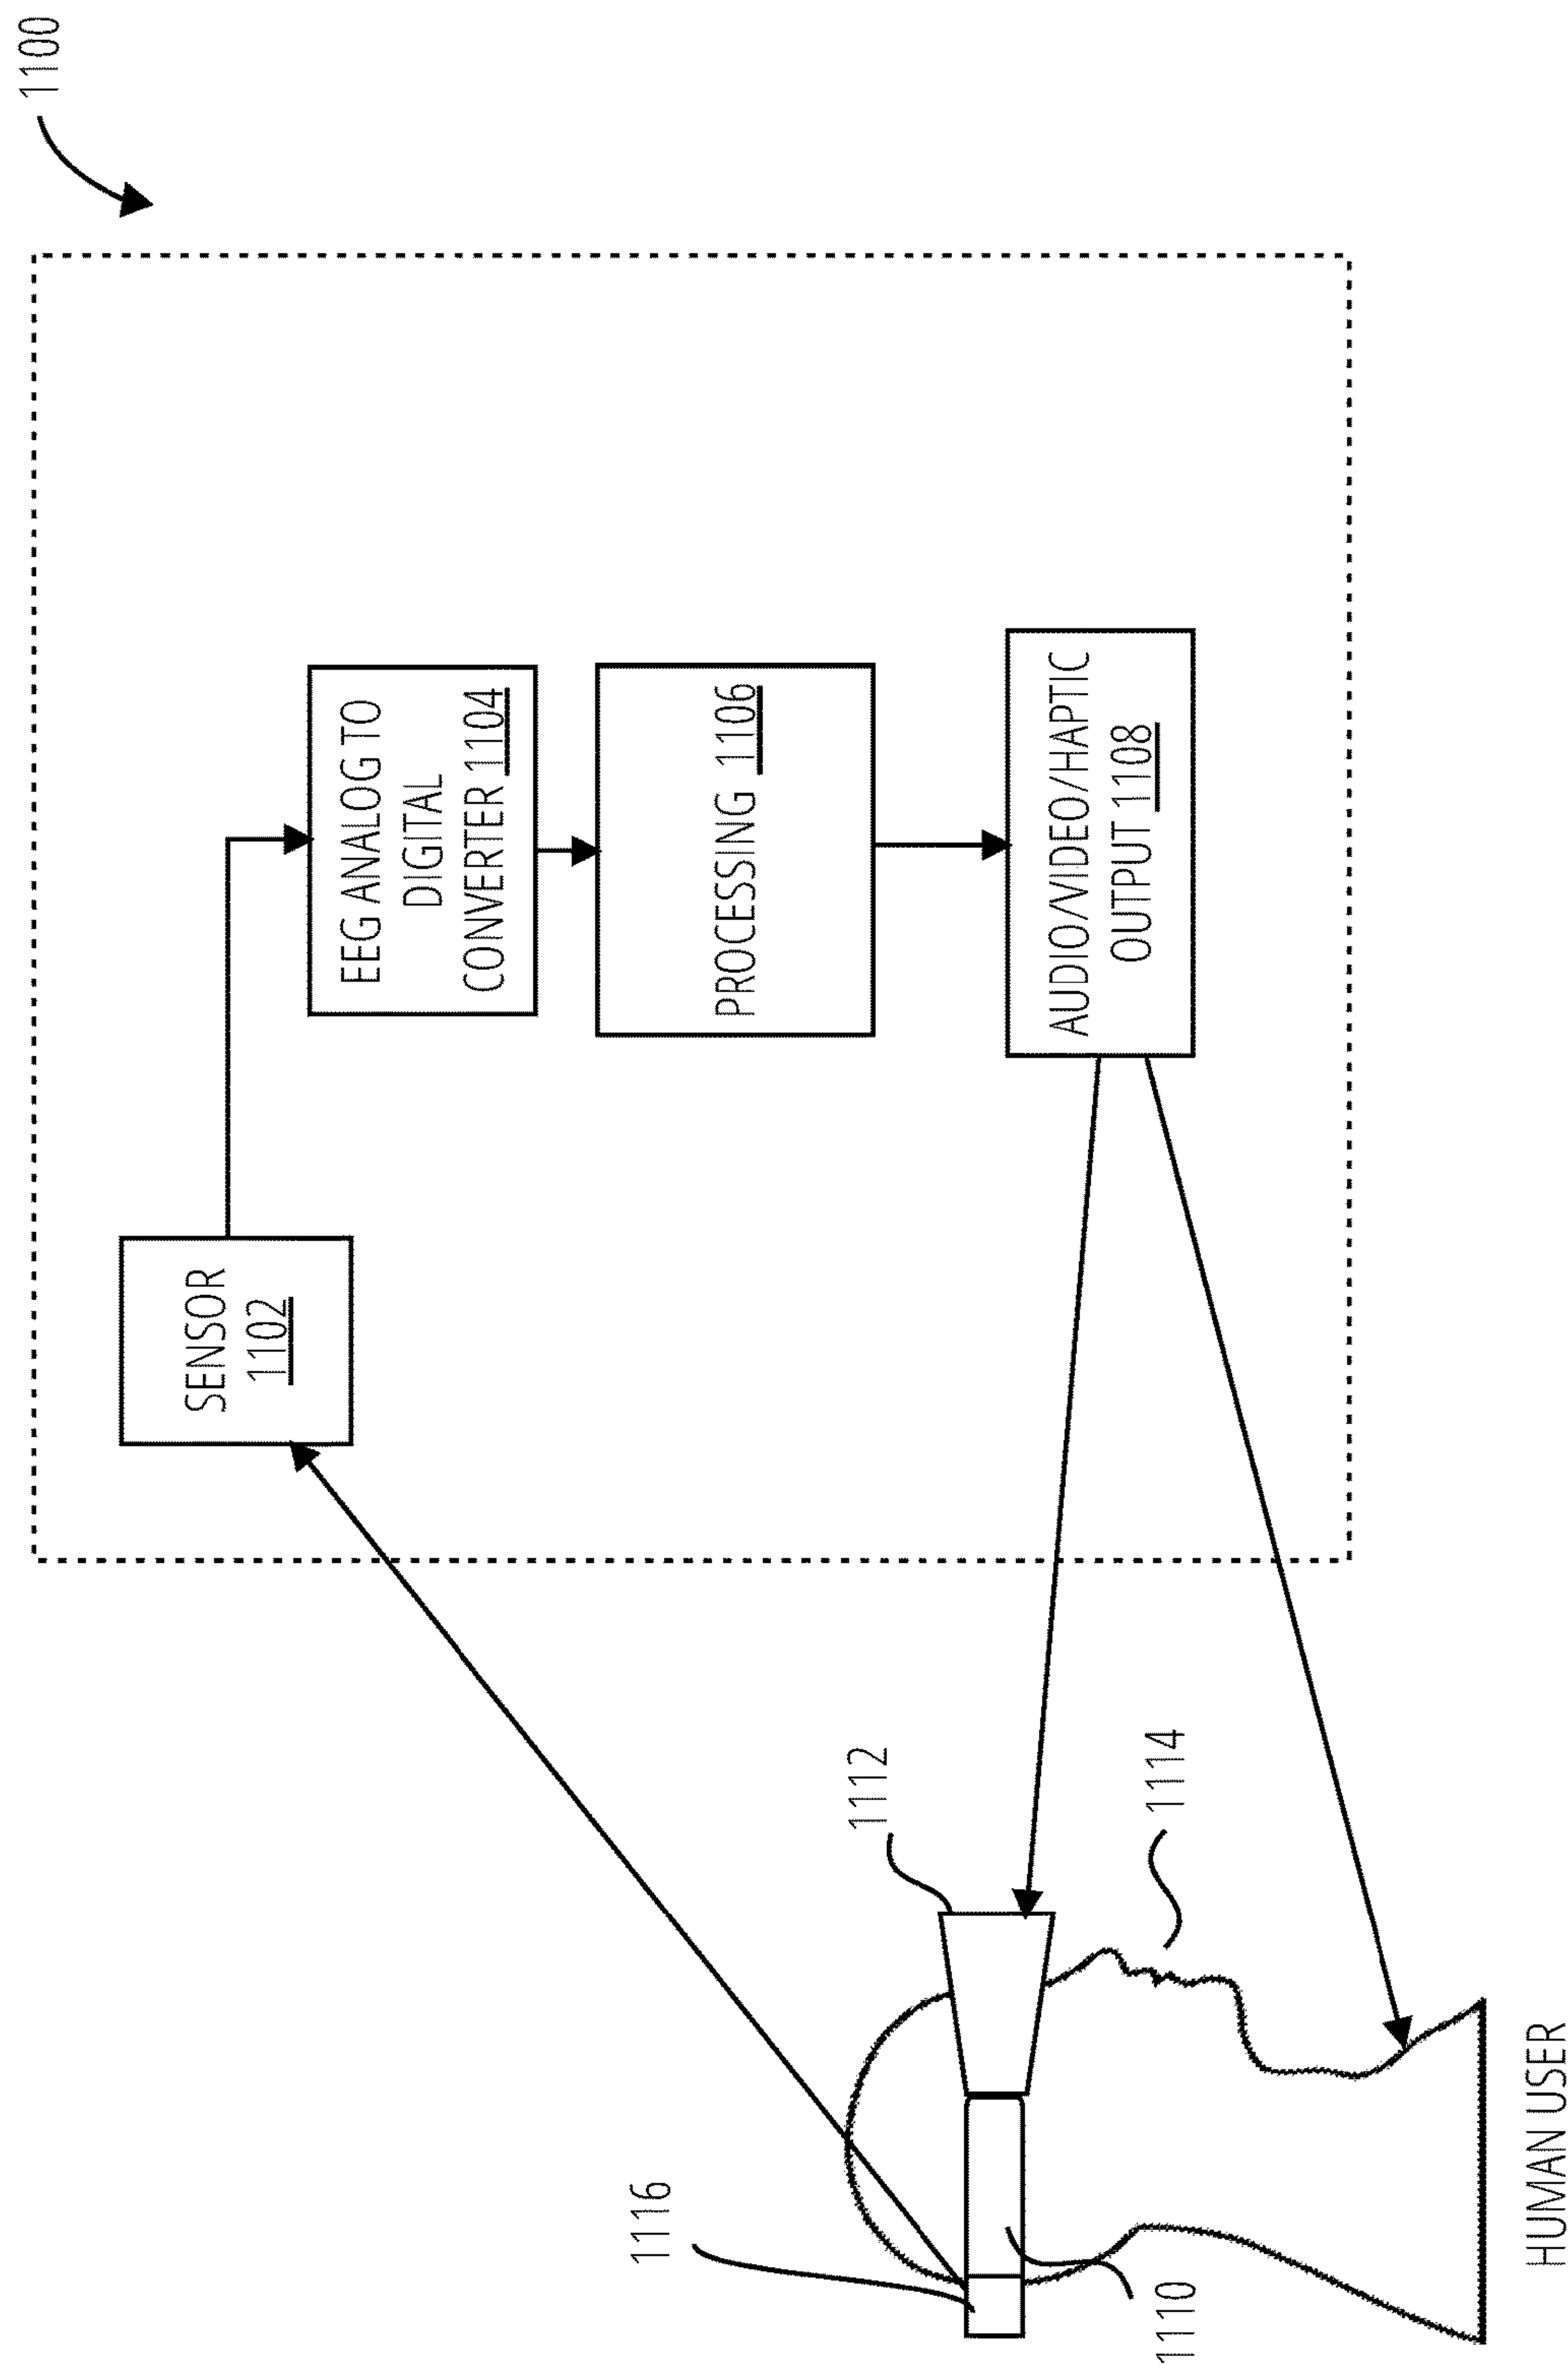 1100
SENSOR
1102
EEG ANALOG TO
DIGITAL
CONVERTER 1104
PROCESSING 1106
AUDIO/VIDEO/HAPTIC
OUTPUT 1108
1116
1112
1114
1110
HUMAN USER